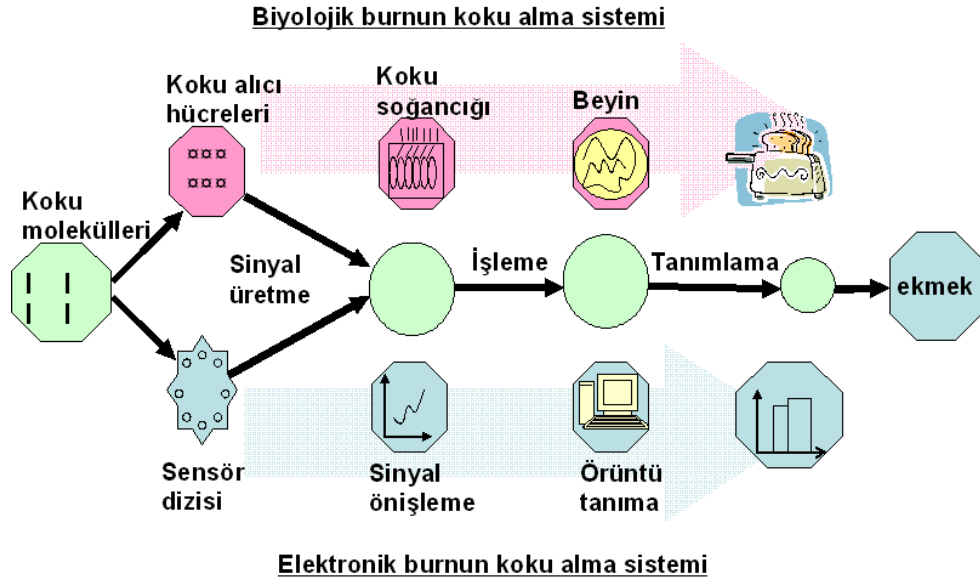 Biyolojik burnun koku alma sistemi
Koku alıcı
hücreleri
Koku
soğancığı
Beyin
Koku
molekülleri
Sinyal
üretme
İşleme
Tanımlama
ekmek
Sensör
dizisi
Sinyal
önişleme
Örüntü
tanıma
Elektronik burnun koku alma sistemi